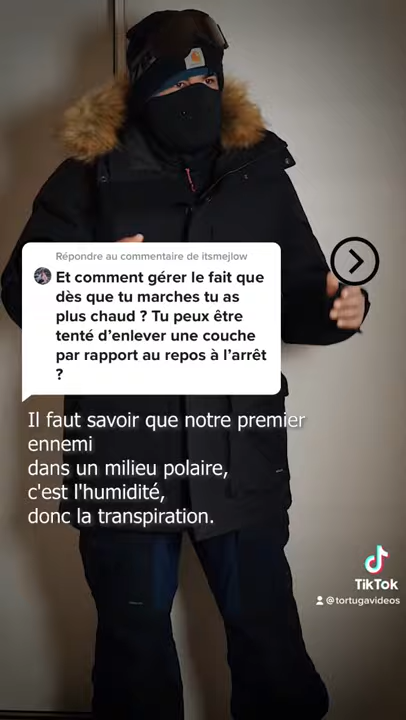 Répondre au commentaire de itsmejlow
Et comment gérer le fait que
dès que tu marches tu as
plus chaud ? Tu peux être
tenté d'enlever une couche
par rapport au repos à l'arrêt
?
Il faut savoir que notre premier
ennemi
dans un milieu polaire,
c'est l'humidité,
donc la transpiration.
TikTok
@tortugavideos